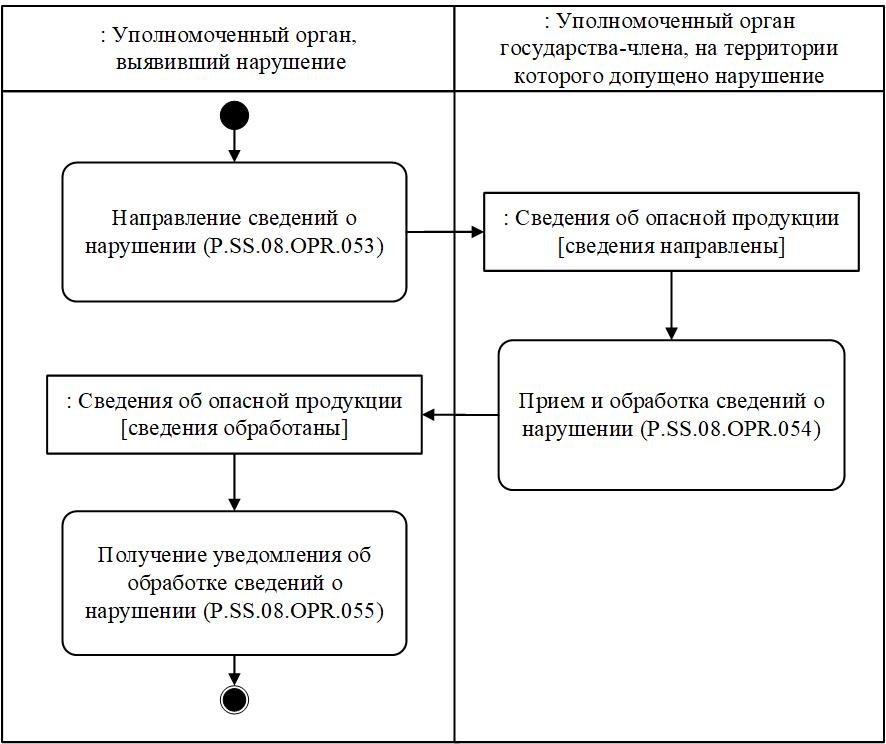 : Уполномоченный орган,
выявивший нарушение
: Уполномоченный орган
государства-члена, на территории
которого допущено нарушение
Направление сведений о
нарушении (P.SS.08.OPR.053)
: Сведения об опасной продукции
[сведения направлены]
Прием и обработка сведений о
нарушении (P.SS.08.OPR.054)
: Сведения об опасной продукции
[сведения обработаны]
Получение уведомления об
обработке сведений о
нарушении (P.SS.08.OPR.055)